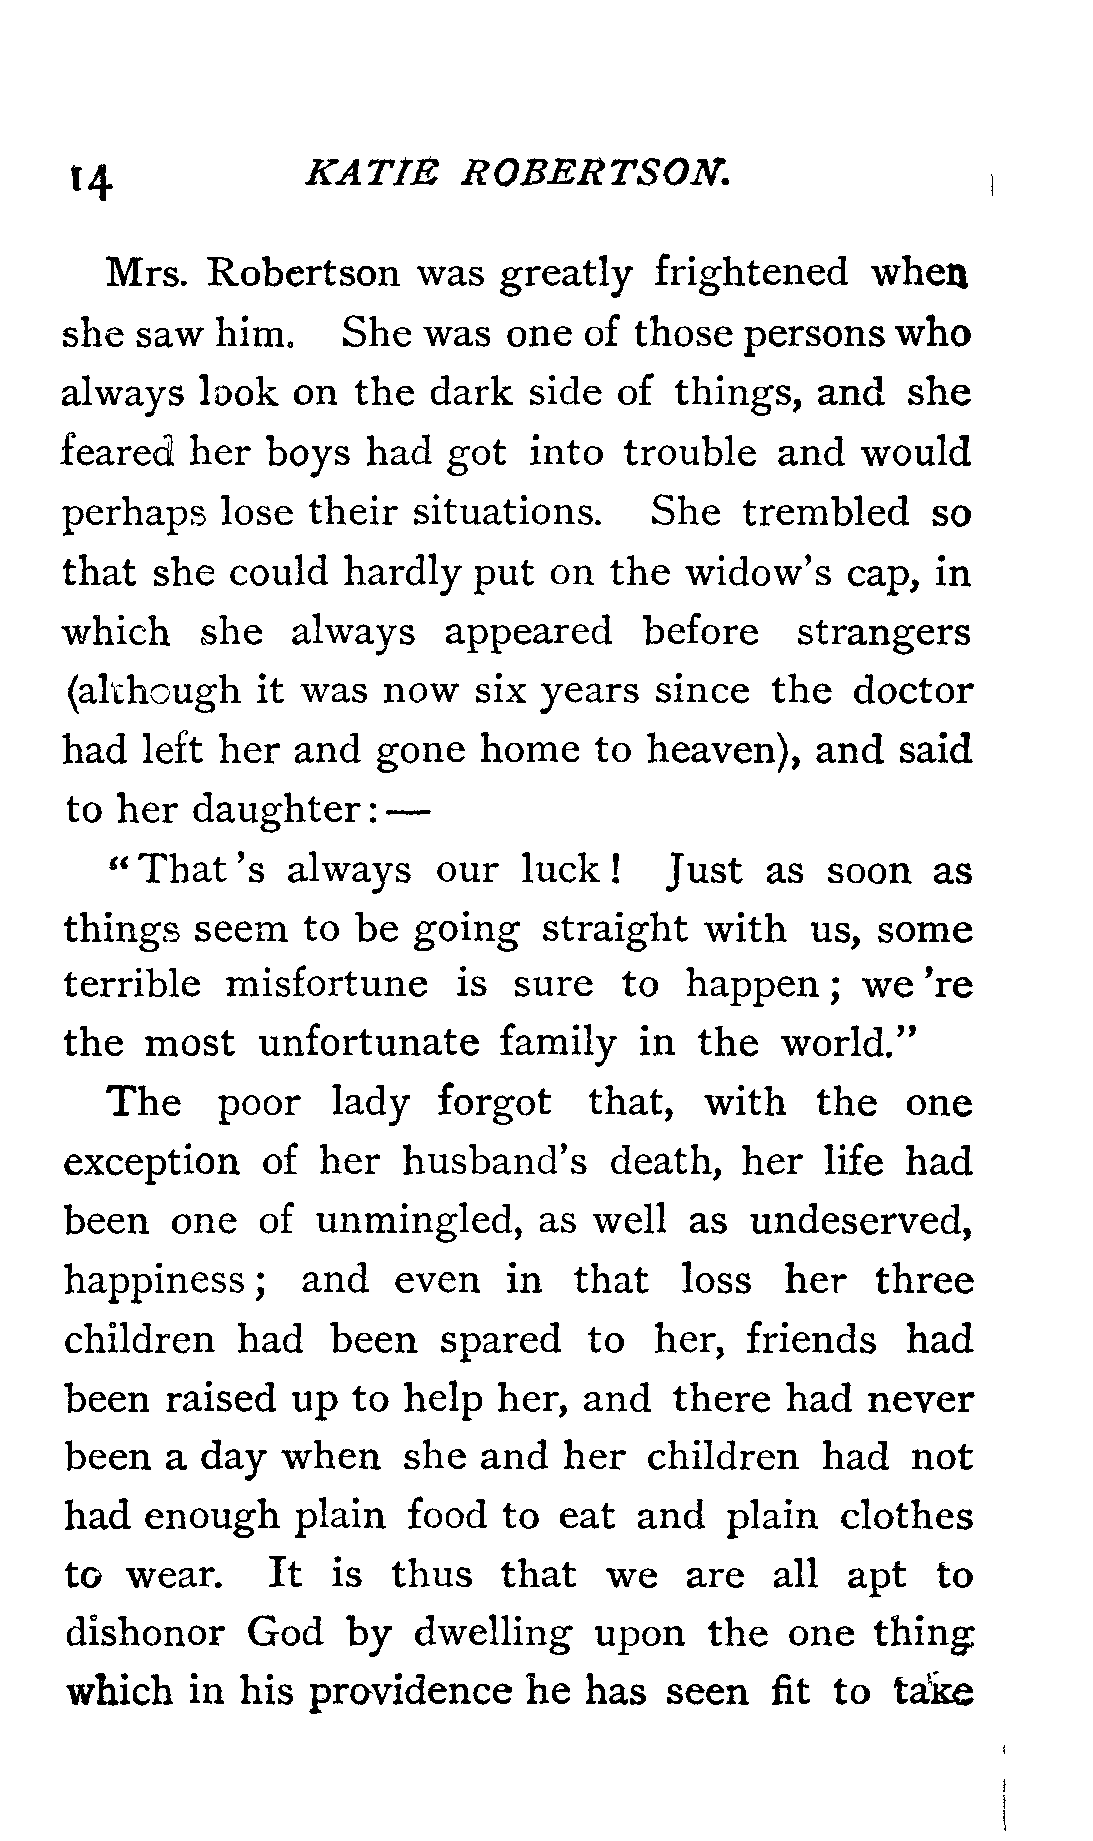 14 KATIE ROBERTSON.
Mrs. Robertson was greatly frightened when
she saw him. She was one of those persons who
always look on the dark side of things, and she
feared her boys had got into trouble and would
perhaps lose their situations. She trembled so
that she could hardly put on the widow's cap, in
which she always appeared before strangers
(although it was now six years since the doctor
had left her and gone home to heaven), and said
to her daughter:—
"That 's always our luck! Just as soon as
things seem to be going straight with us, some
terrible misfortune is sure to happen; we 're
the most unfortunate family in the world."
The poor lady forgot that, with the one
exception of her husband's death, her life had
been one of unmingled, as well as undeserved,
happiness; and even in that loss her three
children had been spared to her, friends had
been raised up to help her, and there had never
been a day when she and her children had not
had enough plain food to eat and plain clothes
to wear. It is thus that we are all apt to
dishonor God by dwelling upon the one thing
which in his providence he has seen fit to take